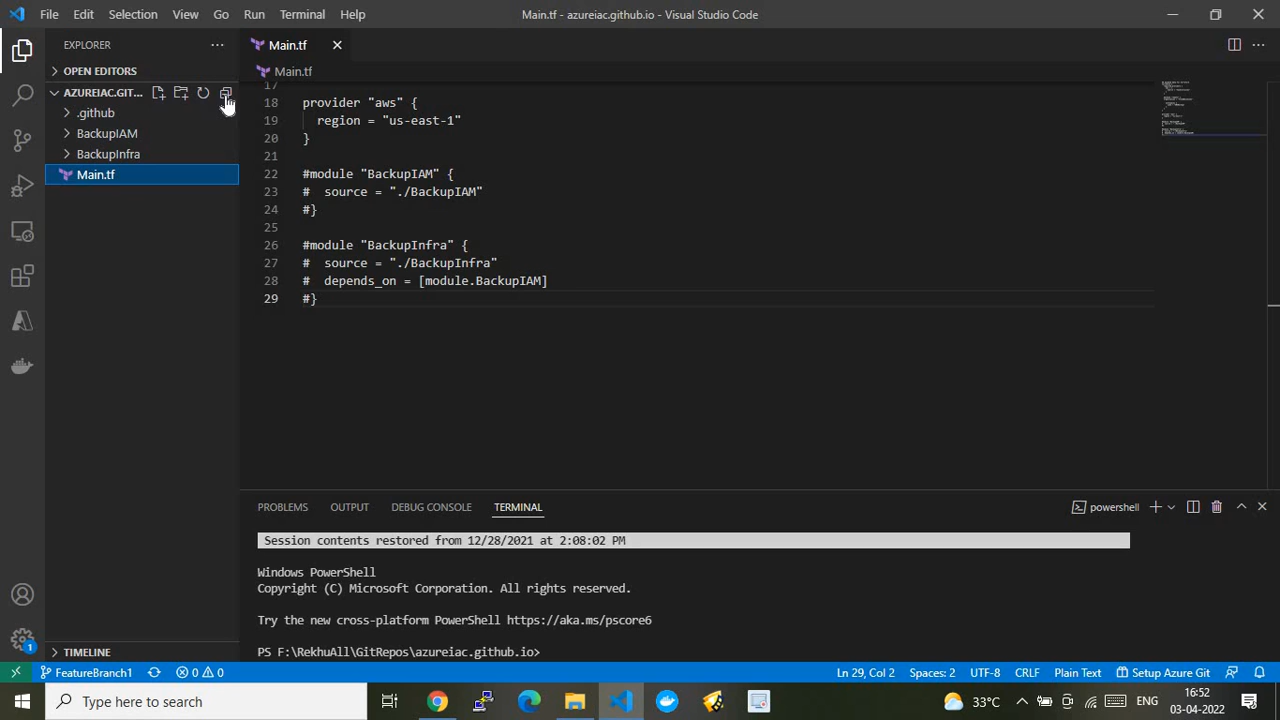 File Edit Selection View Go Run Terminal Help
Main.tf - azureiac.github.io - Visual Studio Code
EXPLORER
OPEN EDITORS
AZUREIAC.GIT...
.github
BackupIAM
BackupInfra
Main.tf
TIMELINE
Main.tf
Main.tf
17
18 provider "aws" {
19 region = "us-east-1"
20 }
21
22 #module "BackupIAM" {
23 # source = "./BackupIAM"
24 #}
25
26 #module "BackupInfra" {
27 # source = "./BackupInfra"
28 # depends_on = [module.BackupIAM]
29 #}
PROBLEMS OUTPUT DEBUG CONSOLE TERMINAL
powershell
Session contents restored from 12/28/2021 at 2:08:02 PM
Windows PowerShell
Copyright (C) Microsoft Corporation. All rights reserved.
Try the new cross-platform PowerShell https://aka.ms/pscore6
PS F:\RekhuAll\GitRepos\azureiac.github.io>
1
FeatureBranch1 0 0 Ln 29, Col 2 Spaces: 2 UTF-8 CRLF Plain Text Setup Azure Git
Type here to search
33°C
ENG
16:52
03-04-2022